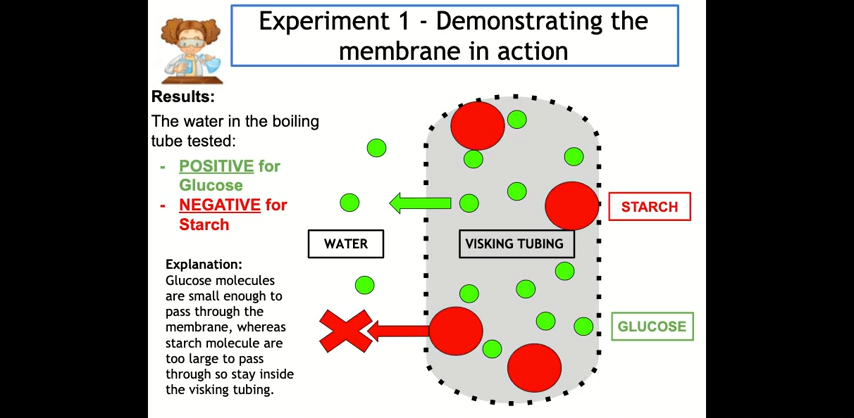 Experiment 1 - Demonstrating the
membrane in action
Results:
The water in the boiling
tube tested:
- POSITIVE for
Glucose
- NEGATIVE for
Starch
STARCH
WATER
VISKING TUBING
Explanation:
Glucose molecules
are small enough to
pass through the
membrane, whereas
starch molecule are
too large to pass
through so stay inside
the visking tubing.
GLUCOSE